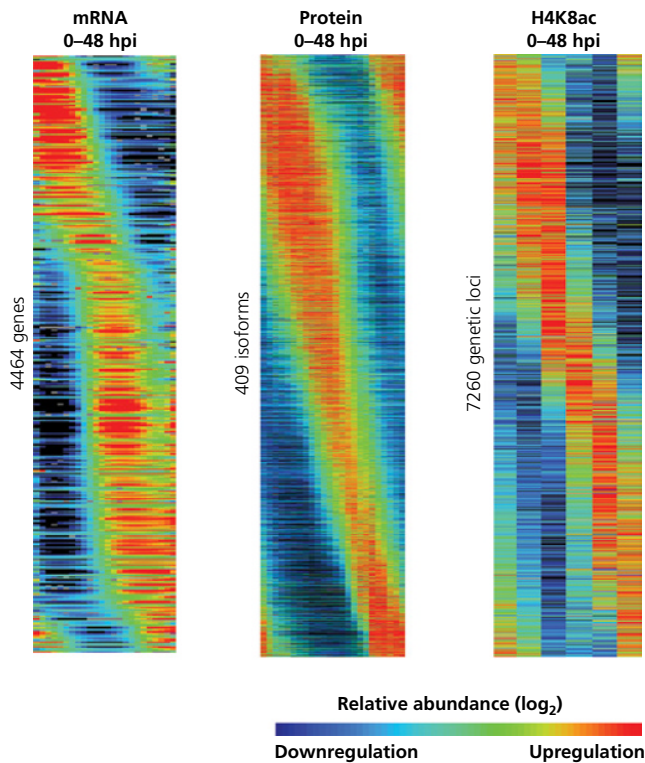 mRNA
0–48 hpi
Protein
0–48 hpi
H4K8ac
0–48 hpi
4464 genes
409 isoforms
7260 genetic loci
Relative abundance (log₂)
Downregulation
Upregulation